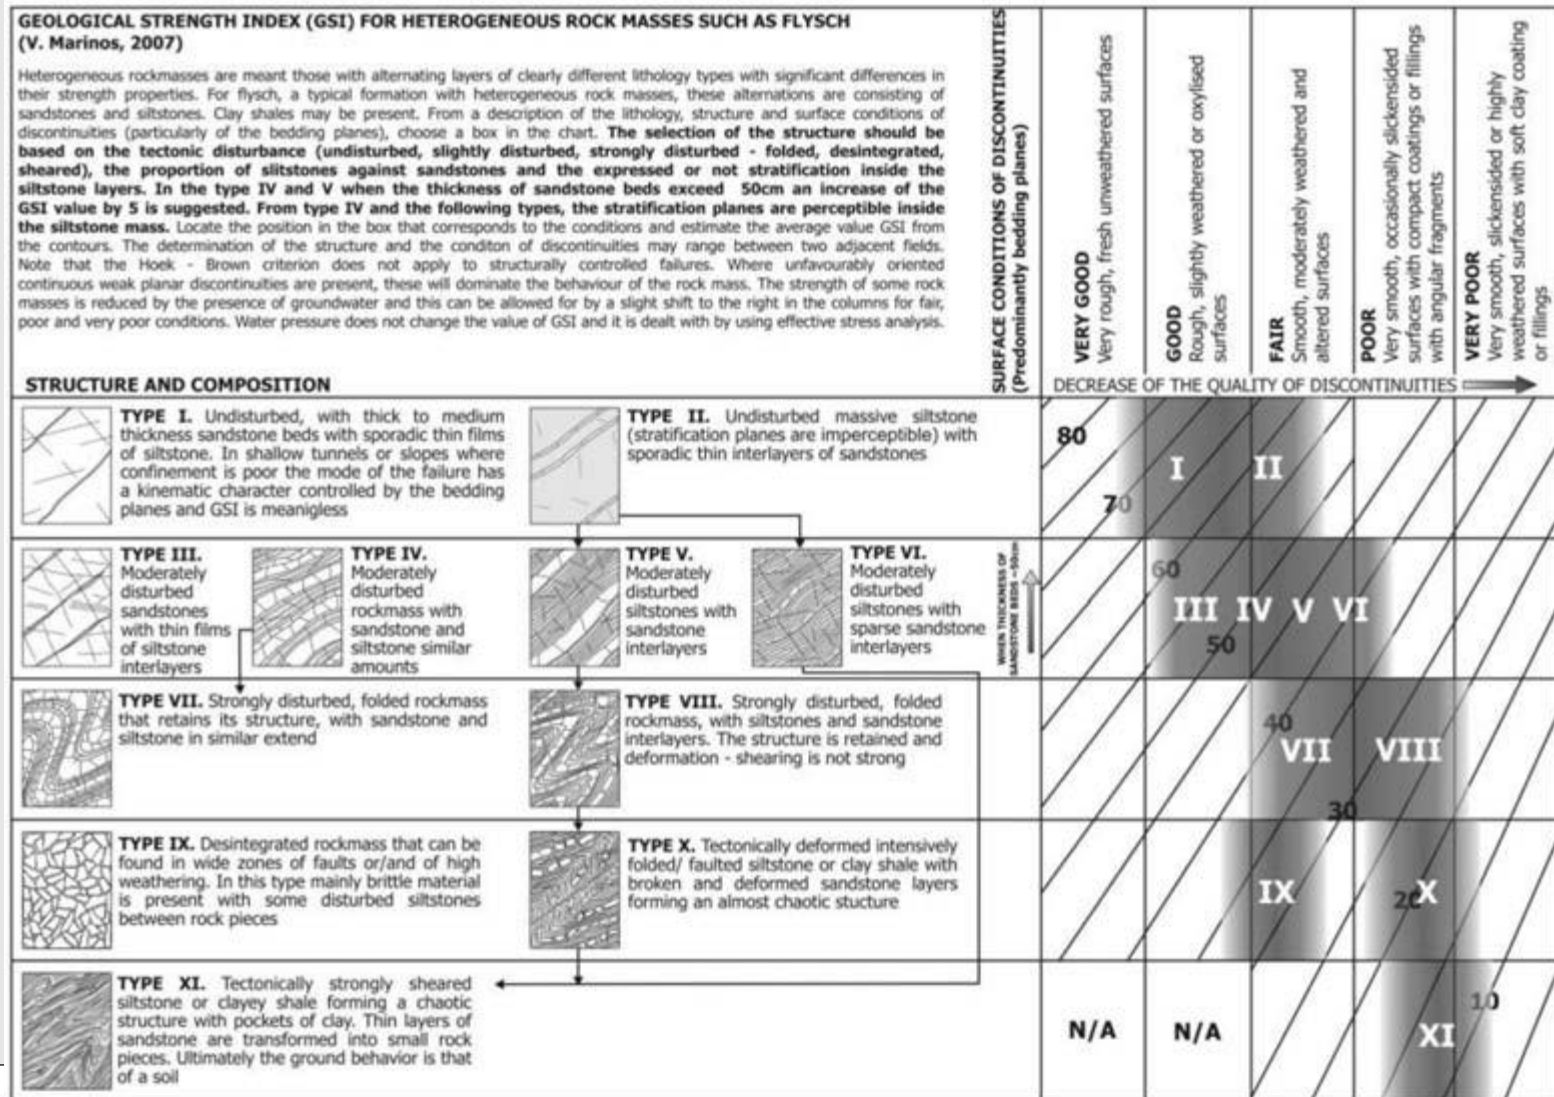 GEOLOGICAL STRENGTH INDEX (GSI) FOR HETEROGENEOUS ROCK MASSES SUCH AS FLYSCH
(V. Marinos, 2007)
Heterogeneous rockmasses are meant those with alternating layers of clearly different lithology types with significant differences in
their strength properties. For flysch, a typical formation with heterogeneous rock masses, these alternations are consisting of
sandstones and siltstones. Clay shales may be present. From a description of the lithology, structure and surface conditions of
discontinuities (particularly of the bedding planes), choose a box in the chart. The selection of the structure should be
based on the tectonic disturbance (undisturbed, slightly disturbed, strongly disturbed - folded, desintegrated,
sheared), the proportion of slitstones against sandstones and the expressed or not stratification inside the
siltstone layers. In the type IV and V when the thickness of sandstone beds exceed 50cm an increase of the
GSI value by 5 is suggested. From type IV and the following types, the stratification planes are perceptible inside
the siltstone mass. Locate the position in the box that corresponds to the conditions and estimate the average value GSI from
the contours. The determination of the structure and the conditon of discontinuities may range between two adjacent fields.
Note that the Hoek - Brown criterion does not apply to structurally controlled failures. Where unfavourably oriented
continuous weak planar discontinuities are present, these will dominate the behaviour of the rock mass. The strength of some rock
masses is reduced by the presence of groundwater and this can be allowed for by a slight shift to the right in the columns for fair,
poor and very poor conditions. Water pressure does not change the value of GSI and it is dealt with by using effective stress analysis.
STRUCTURE AND COMPOSITION
SURFACE CONDITIONS OF DISCONTINUITIES
(Predominantly bedding planes)
VERY GOOD
Very rough, fresh unweathered surfaces
GOOD
Rough, slightly weathered or oxylised
surfaces
FAIR
Smooth, moderately weathered and
altered surfaces
POOR
Very smooth, occasionally slickensided
surfaces with compact coatings or fillings
with angular fragments
VERY POOR
Very smooth, slickensided or highly
weathered surfaces with soft clay coating
or fillings
DECREASE OF THE QUALITY OF DISCONTINUITIES
TYPE I. Undisturbed, with thick to medium
thickness sandstone beds with sporadic thin films
of siltstone. In shallow tunnels or slopes where
confinement is poor the mode of the failure has
a kinematic character controlled by the bedding
planes and GSI is meanigless
TYPE II. Undisturbed massive siltstone
(stratification planes are imperceptible) with
sporadic thin interlayers of sandstones
80
70
I
II
TYPE III.
Moderately
disturbed
sandstones
with thin films
of siltstone
interlayers
TYPE IV.
Moderately
disturbed
rockmass with
sandstone and
siltstone similar
amounts
TYPE V.
Moderately
disturbed
siltstones with
sandstone
interlayers
TYPE VI.
Moderately
disturbed
siltstones with
sparse sandstone
interlayers
WHEN THICKNESS OF
SANDSTONE BEDS >50cm
60
III IV V VI
50
TYPE VII. Strongly disturbed, folded rockmass
that retains its structure, with sandstone and
siltstone in similar extend
TYPE VIII. Strongly disturbed, folded
rockmass, with siltstones and sandstone
interlayers. The structure is retained and
deformation - shearing is not strong
40
VII
VIII
30
TYPE IX. Desintegrated rockmass that can be
found in wide zones of faults or/and of high
weathering. In this type mainly brittle material
is present with some disturbed siltstones
between rock pieces
TYPE X. Tectonically deformed intensively
folded/ faulted siltstone or clay shale with
broken and deformed sandstone layers
forming an almost chaotic stucture
IX
20
X
TYPE XI. Tectonically strongly sheared
siltstone or clayey shale forming a chaotic
structure with pockets of clay. Thin layers of
sandstone are transformed into small rock
pieces. Ultimately the ground behavior is that
of a soil
N/A
N/A
10
XI